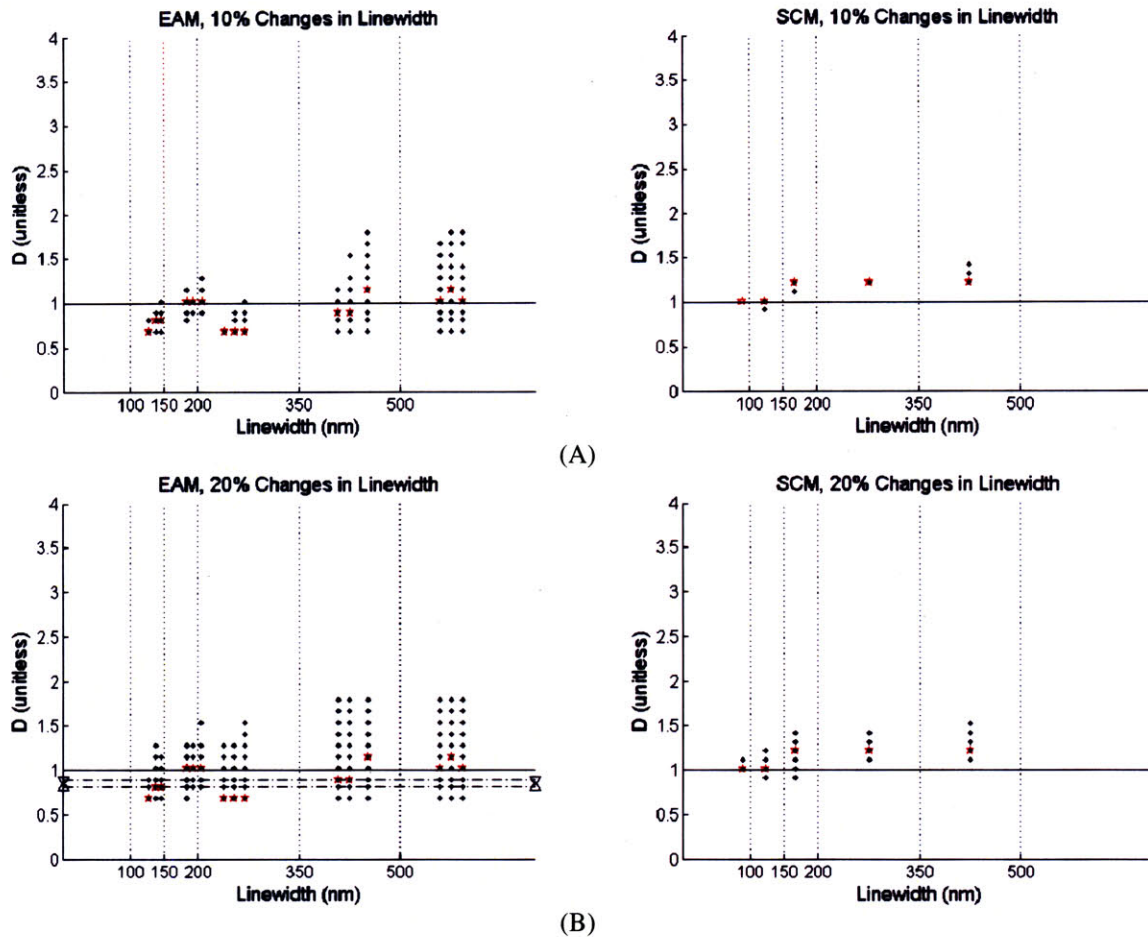 EAM, 10% Changes in Linewidth
4
3.5
3
2.5
2
1.5
1
0.5
0
D (unitless)
100 150 200 350 500
Linewidth (nm)
SCM, 10% Changes in Linewidth
4
3.5
3
2.5
2
1.5
1
0.5
0
D (unitless)
100 150 200 350 500
Linewidth (nm)
(A)
EAM, 20% Changes in Linewidth
4
3.5
3
2.5
2
1.5
1
0.5
0
D (unitless)
100 150 200 350 500
Linewidth (nm)
SCM, 20% Changes in Linewidth
4
3.5
3
2.5
2
1.5
1
0.5
0
D (unitless)
100 150 200 350 500
Linewidth (nm)
(B)